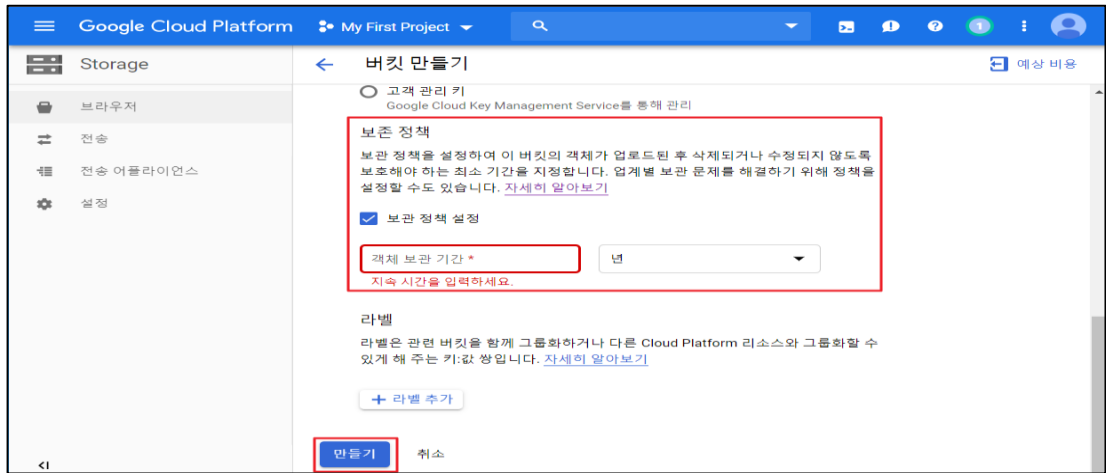 Google Cloud Platform My First Project 1
Storage
버킷 만들기
예상 비용
브라우저
전송
전송 어플라이언스
설정
고객 관리 키
Google Cloud Key Management Service를 통해 관리
보존 정책
보관 정책을 설정하여 이 버킷의 객체가 업로드된 후 삭제되거나 수정되지 않도록
보호해야 하는 최소 기간을 지정합니다. 업계별 보관 문제를 해결하기 위해 정책을
설정할 수도 있습니다. 자세히 알아보기
보관 정책 설정
객체 보관 기간 * 년
지속 시간을 입력하세요.
라벨
라벨은 관련 버킷을 함께 그룹화하거나 다른 Cloud Platform 리소스와 그룹화할 수
있게 해 주는 키:값 쌍입니다. 자세히 알아보기
+ 라벨 추가
만들기 취소